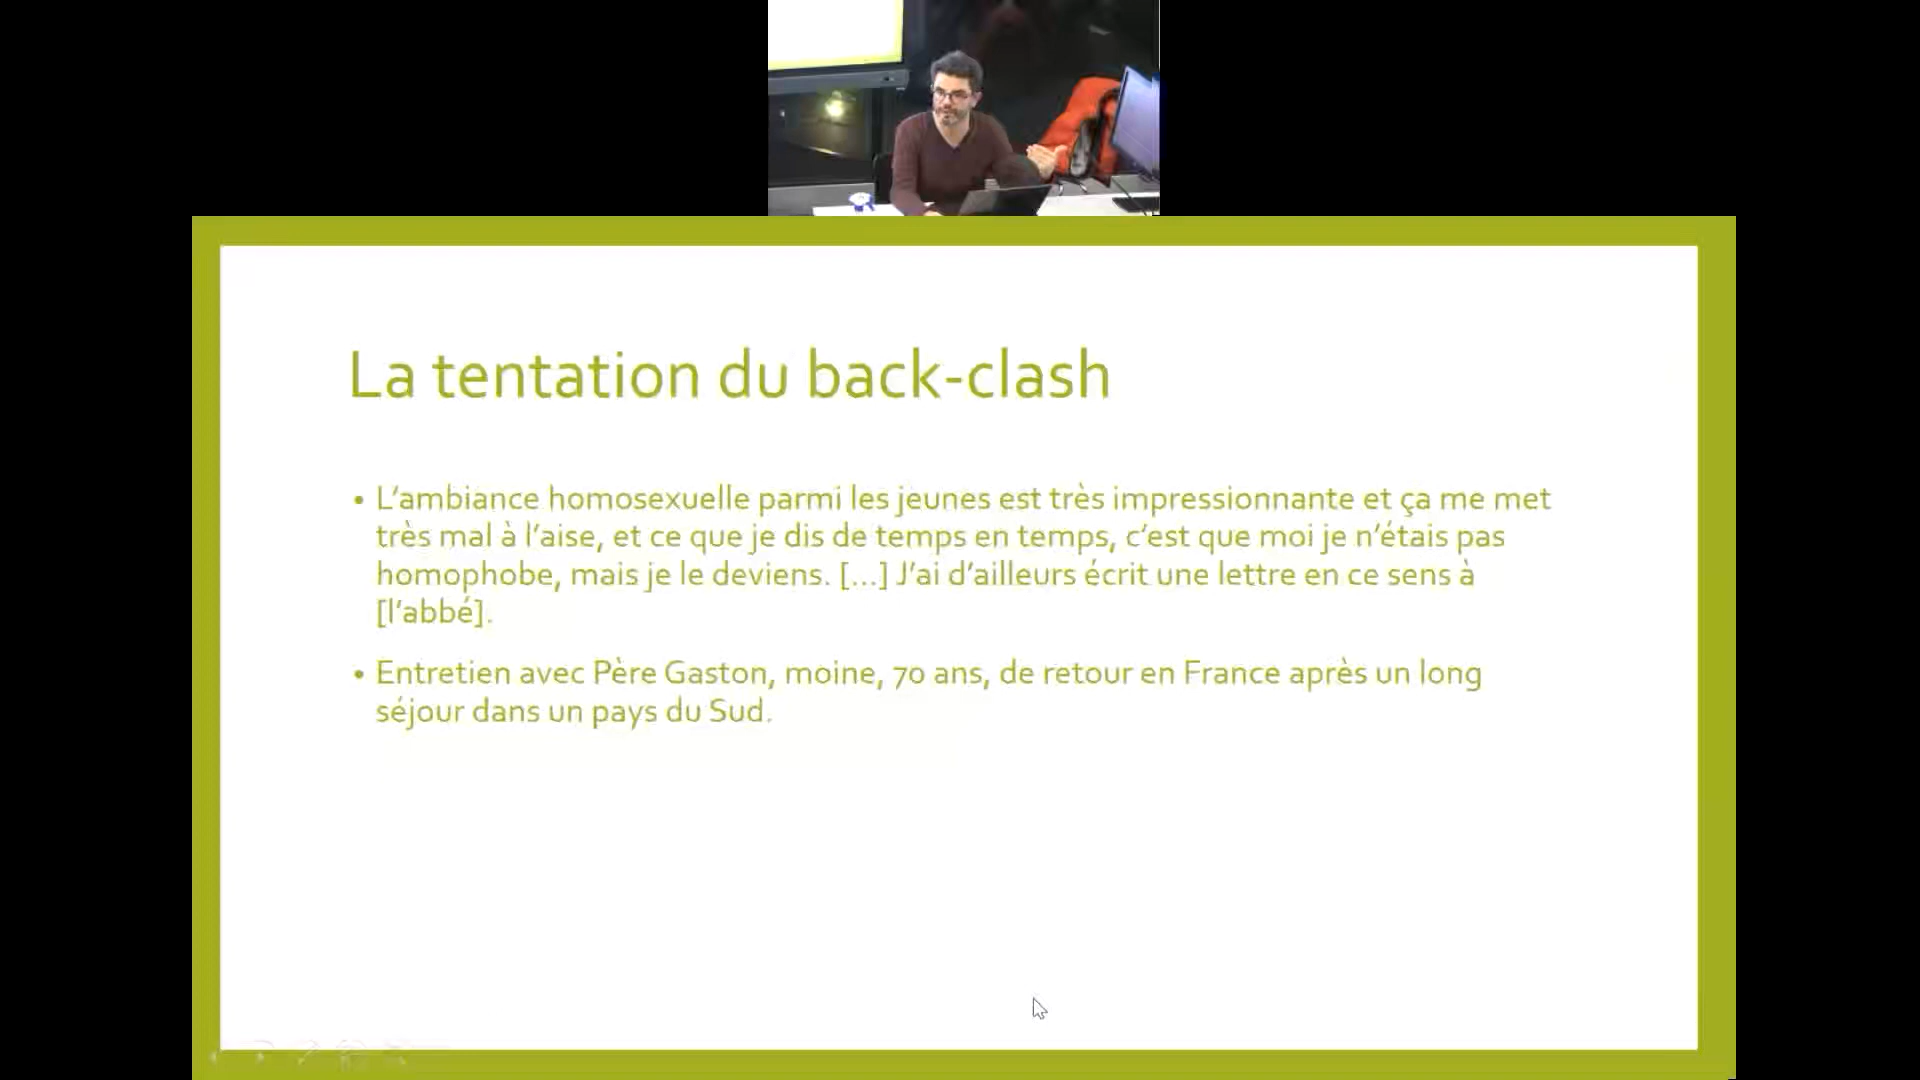 La tentation du back-clash
• L'ambiance homosexuelle parmi les jeunes est très impressionnante et ça me met
très mal à l'aise, et ce que je dis de temps en temps, c'est que moi je n'étais pas
homophobe, mais je le deviens. [...] J'ai d'ailleurs écrit une lettre en ce sens à
[l'abbé].
• Entretien avec Père Gaston, moine, 70 ans, de retour en France après un long
séjour dans un pays du Sud.